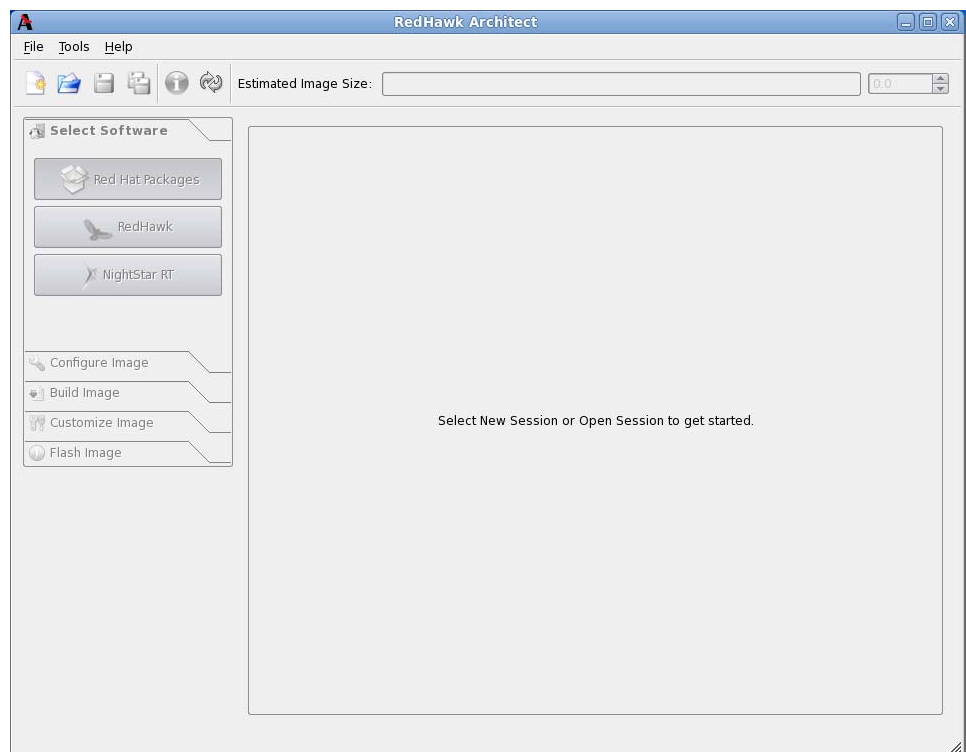 RedHawk Architect
File Tools Help
Estimated Image Size: 0.0
Select Software
Red Hat Packages
RedHawk
NightStar RT
Configure Image
Build Image
Customize Image
Flash Image
Select New Session or Open Session to get started.